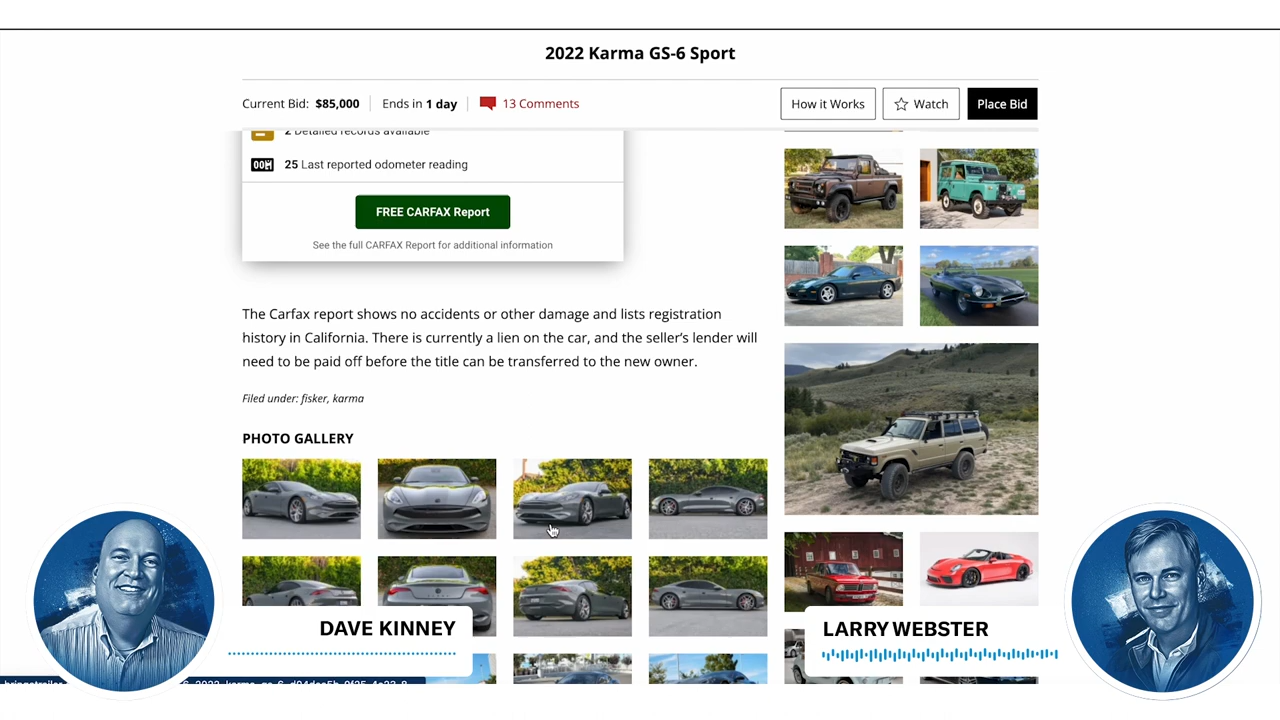 2022 Karma GS-6 Sport
Current Bid: $85,000
Ends in 1 day
13 Comments
How it Works
Watch
Place Bid
2 Detailed records available
25 Last reported odometer reading
FREE CARFAX Report
See the full CARFAX Report for additional information
The Carfax report shows no accidents or other damage and lists registration
history in California. There is currently a lien on the car, and the seller's lender will
need to be paid off before the title can be transferred to the new owner.
Filed under: fisker, karma
PHOTO GALLERY
DAVE KINNEY
LARRY WEBSTER